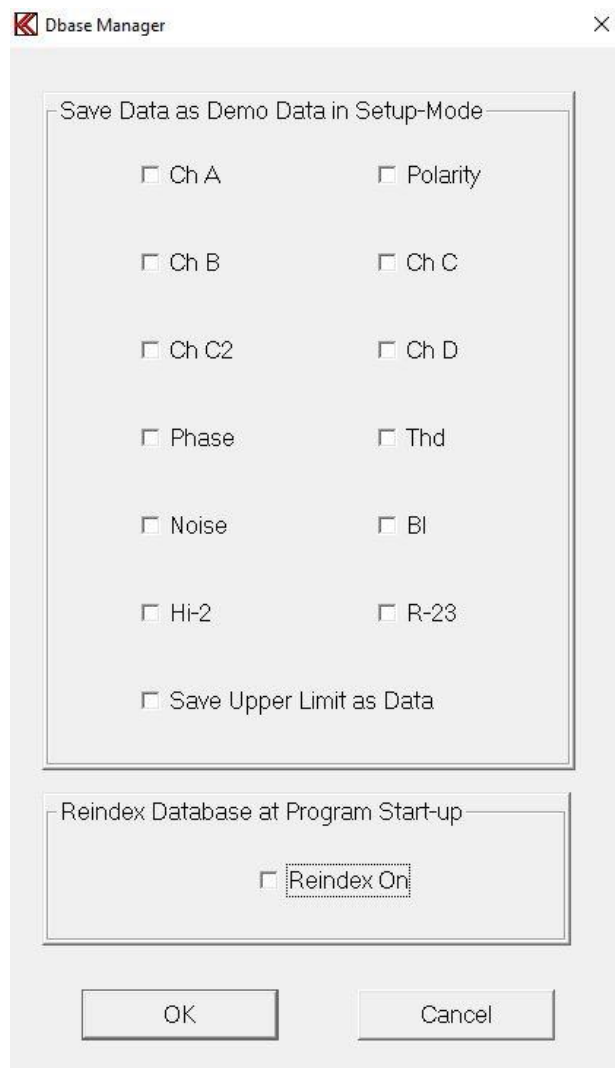 Dbase Manager
Save Data as Demo Data in Setup-Mode
Ch A Polarity
Ch B Ch C
Ch C2 Ch D
Phase Thd
Noise Bl
Hi-2 R-23
Save Upper Limit as Data
Reindex Database at Program Start-up
Reindex On
OK Cancel